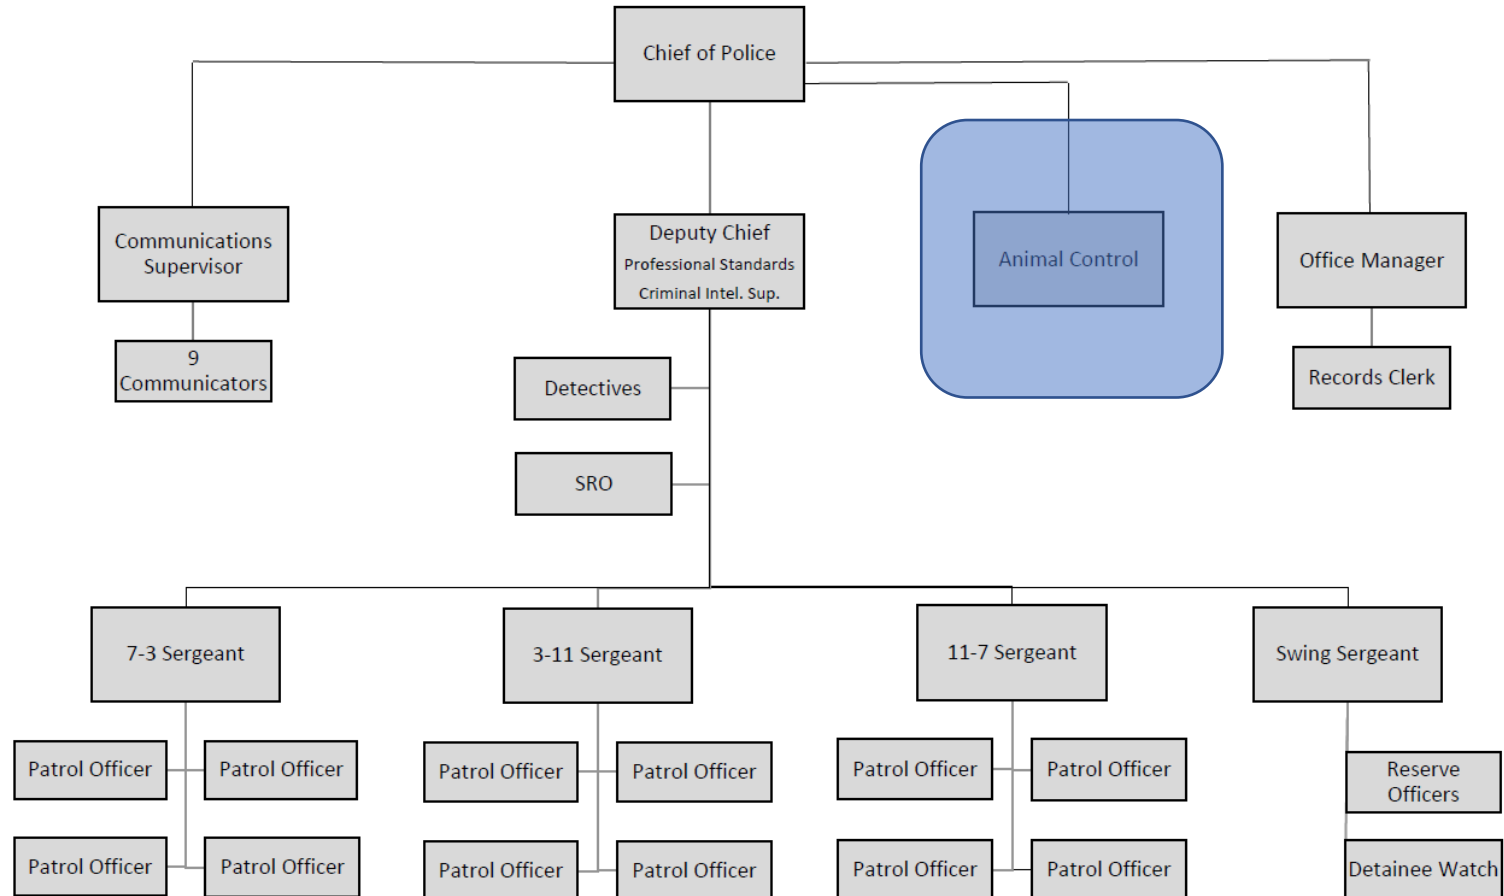 Chief of Police
Communications
Supervisor
Deputy Chief
Professional Standards
Criminal Intel. Sup.
Animal Control
Office Manager
9
Communicators
Records Clerk
Detectives
SRO
7-3 Sergeant
3-11 Sergeant
11-7 Sergeant
Swing Sergeant
Patrol Officer
Patrol Officer
Patrol Officer
Patrol Officer
Patrol Officer
Patrol Officer
Reserve
Officers
Patrol Officer
Patrol Officer
Patrol Officer
Patrol Officer
Patrol Officer
Patrol Officer
Detainee Watch